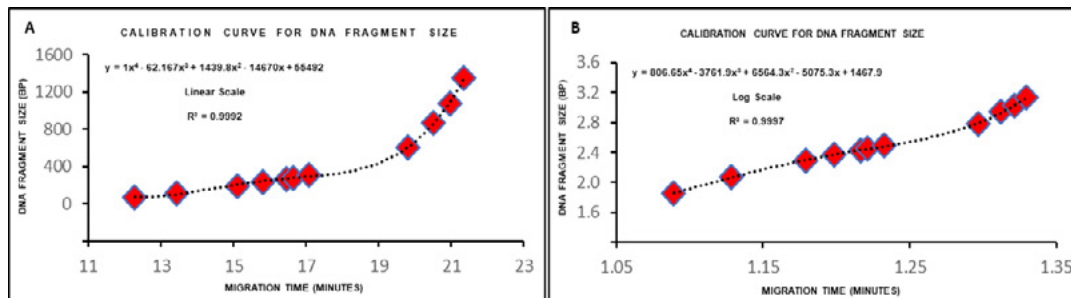 A
CALIBRATION CURVE FOR DNA FRAGMENT SIZE
y = 1x⁴ - 62.167x³ + 1439.8x² - 14670x + 55492
Linear Scale
R² = 0.9992
DNA FRAGMENT SIZE (BP)
1600
1200
800
400
0
11 13 15 17 19 21 23
MIGRATION TIME (MINUTES)
B
CALIBRATION CURVE FOR DNA FRAGMENT SIZE
y = 806.65x⁴ - 3761.9x³ + 6564.3x² - 5075.3x + 1467.9
Log Scale
R² = 0.9997
DNA FRAGMENT SIZE (BP)
3.6
3.2
2.8
2.4
2.0
1.6
1.05 1.15 1.25 1.35
MIGRATION TIME (MINUTES)